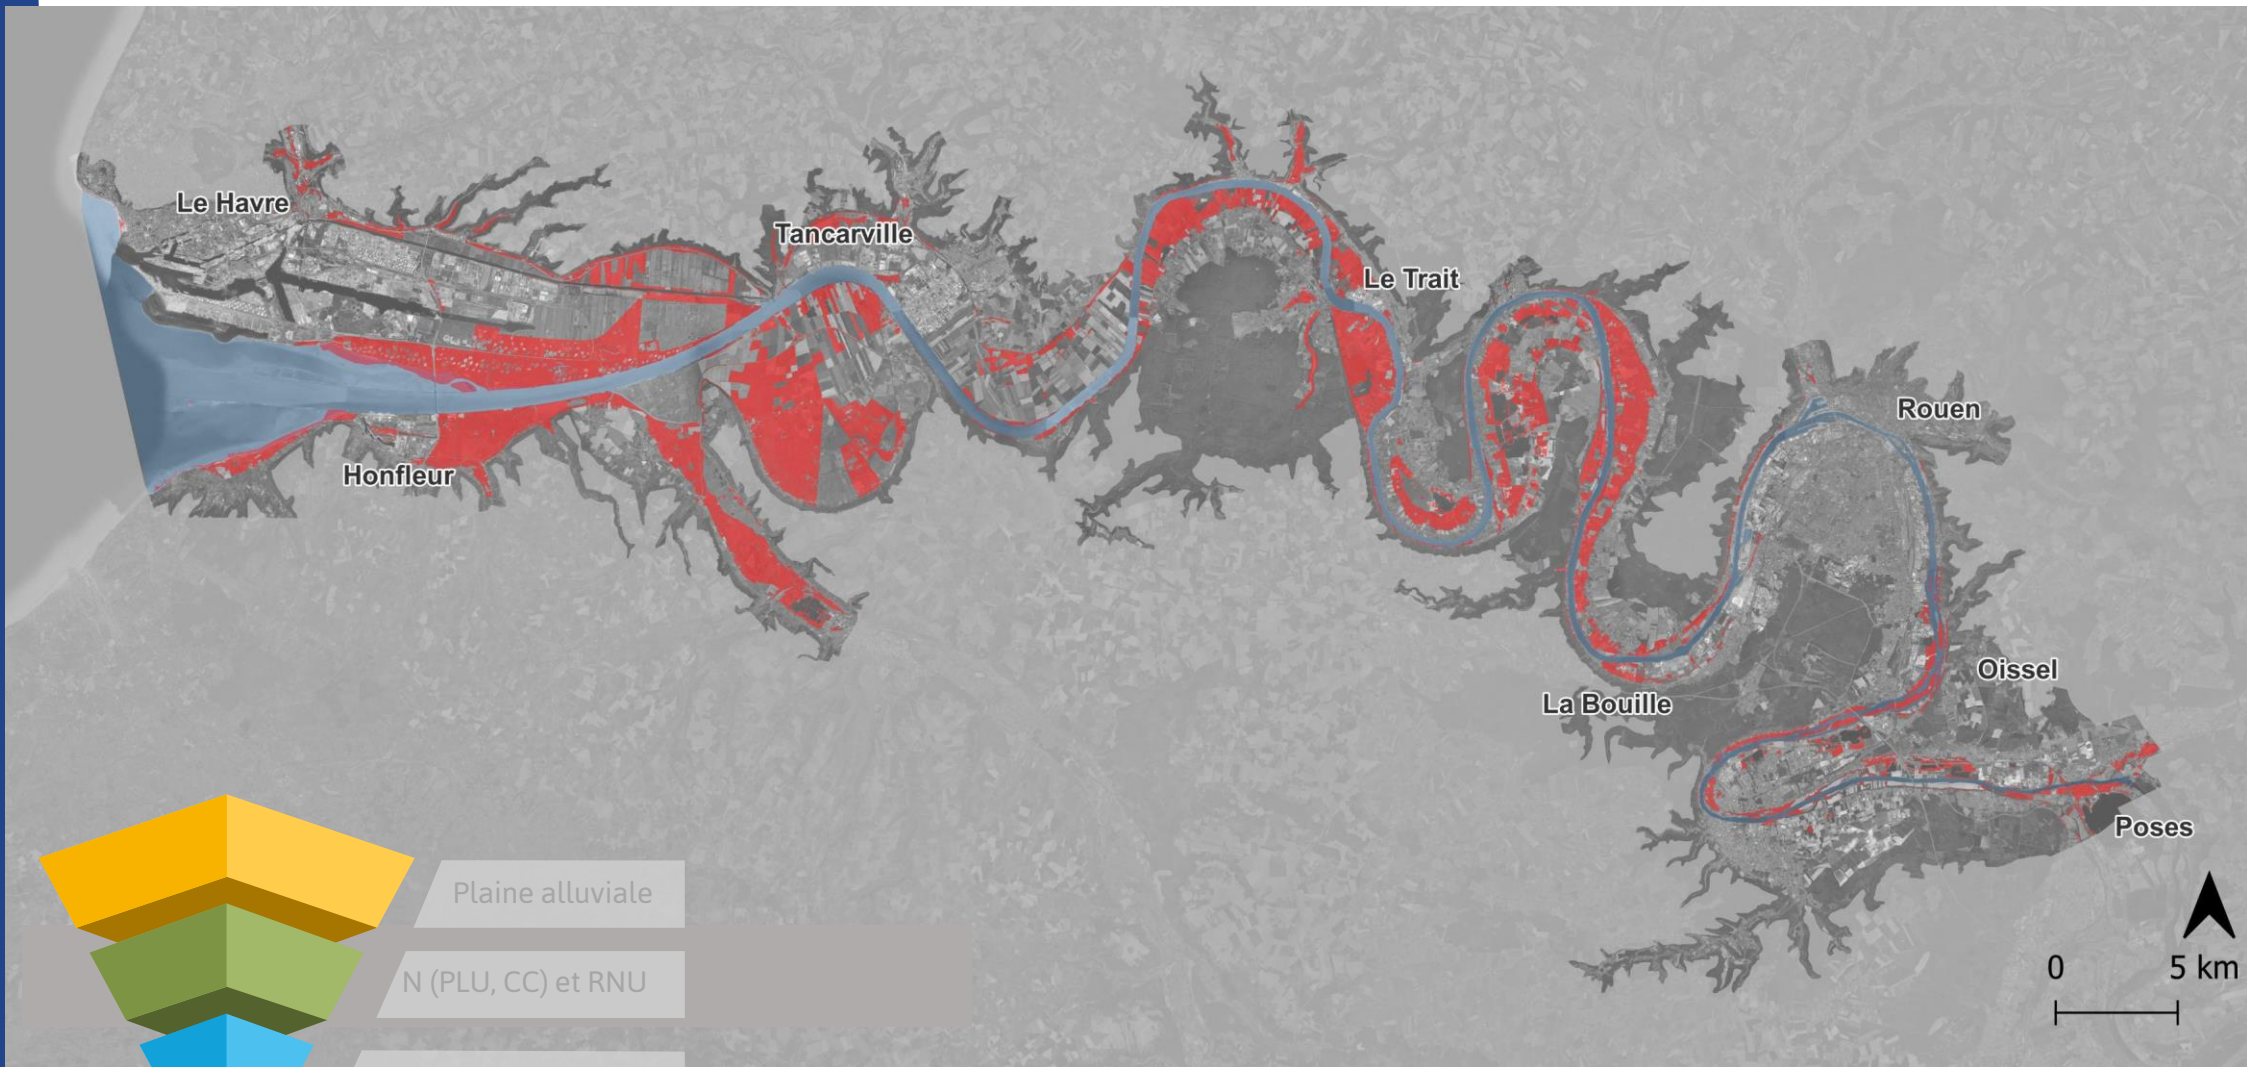 Le Havre
Tancarville
Le Trait
Rouen
Honfleur
Oissel
La Bouille
Poses
Plaine alluviale
N (PLU, CC) et RNU
0 5 km